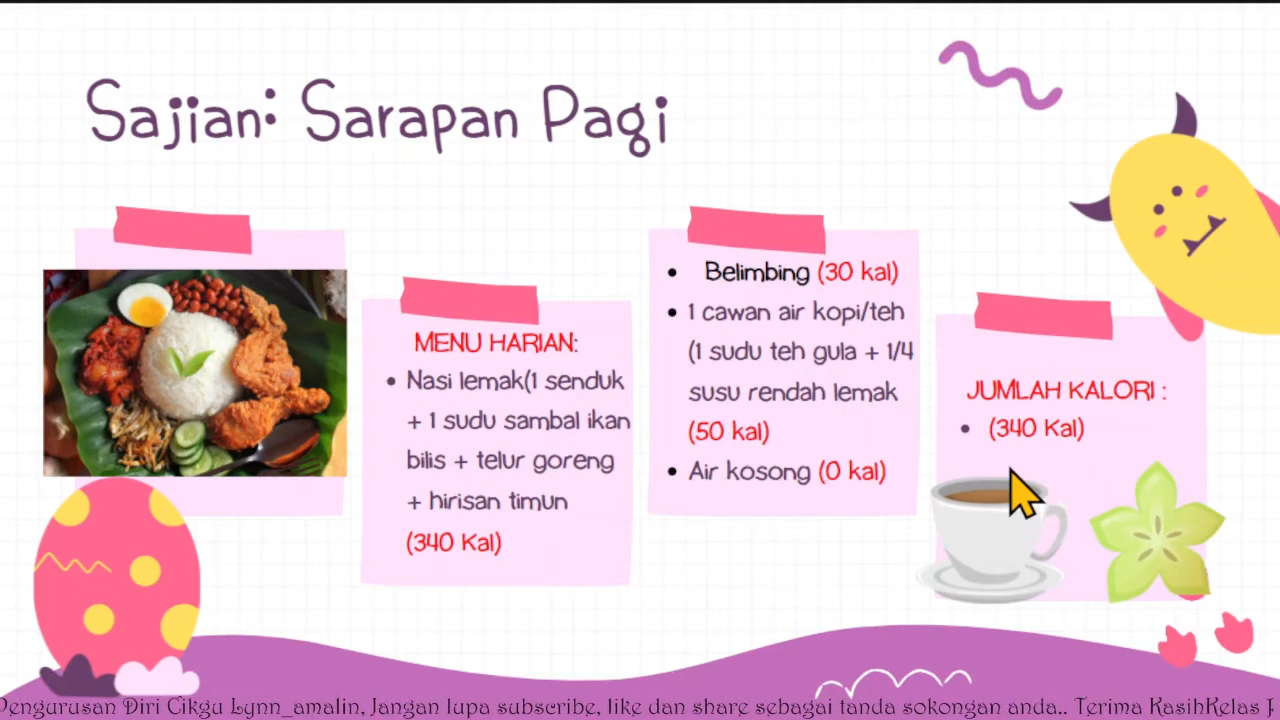 Sajian: Sarapan Pagi
MENU HARIAN:
• Nasi lemak(1 senduk
+ 1 sudu sambal ikan
bilis + telur goreng
+ hirisan timun
(340 Kal)
• Belimbing (30 kal)
• 1 cawan air kopi/teh
(1 sudu teh gula + 1/4
susu rendah lemak
(50 kal)
• Air kosong (0 kal)
JUMLAH KALORI :
• (340 Kal)
Pengurusan Diri Cikgu Lynn_amalin, Jangan lupa subscribe, like dan share sebagai tanda sokongan anda.. Terima KasihKelas P